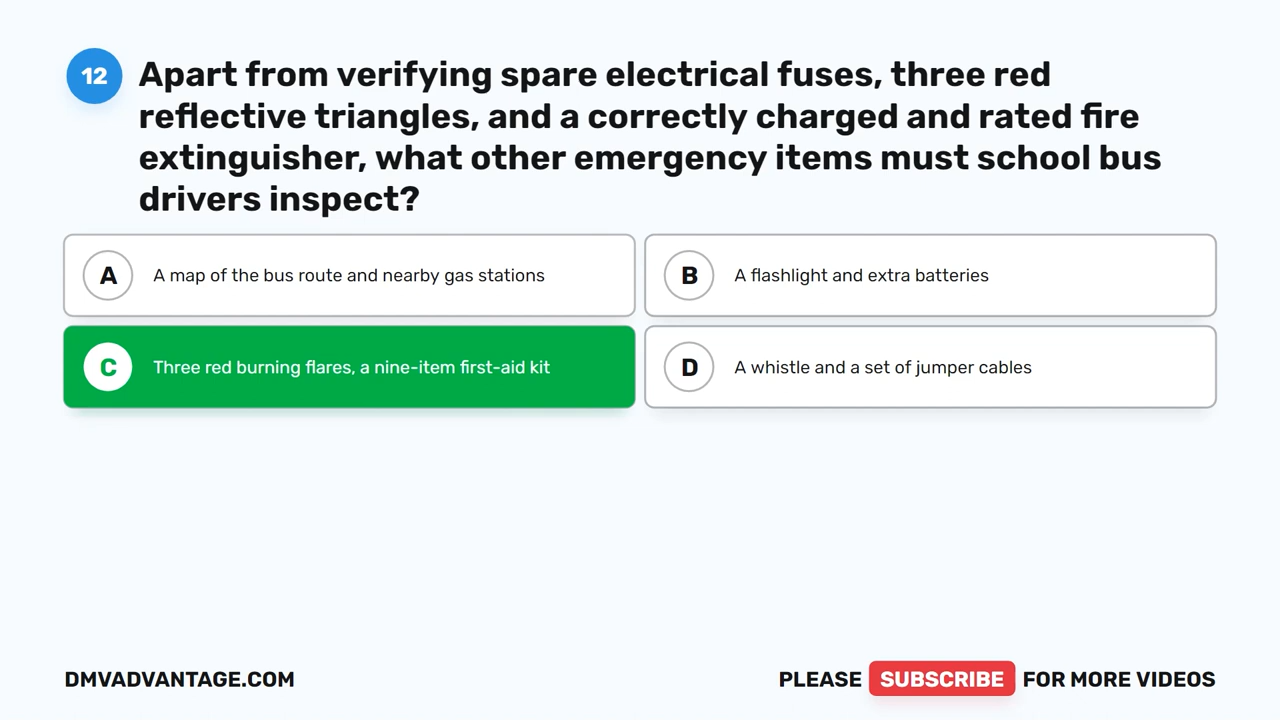 12
Apart from verifying spare electrical fuses, three red
reflective triangles, and a correctly charged and rated fire
extinguisher, what other emergency items must school bus
drivers inspect?
A A map of the bus route and nearby gas stations
B A flashlight and extra batteries
C Three red burning flares, a nine-item first-aid kit
D A whistle and a set of jumper cables
DMVADVANTAGE.COM
PLEASE SUBSCRIBE FOR MORE VIDEOS